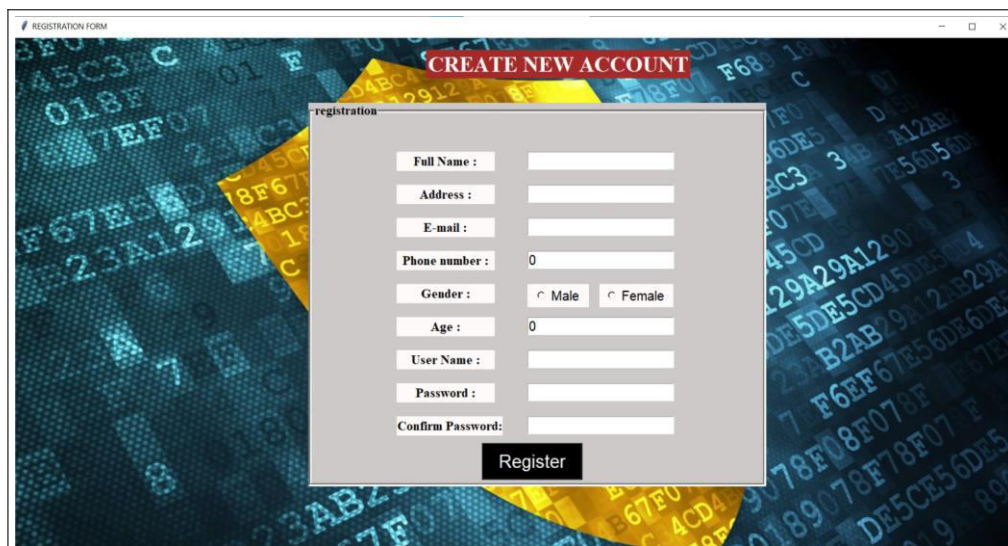 REGISTRATION FORM
CREATE NEW ACCOUNT
registration
Full Name :
Address :
E-mail :
Phone number : 0
Gender : Male Female
Age : 0
User Name :
Password :
Confirm Password:
Register